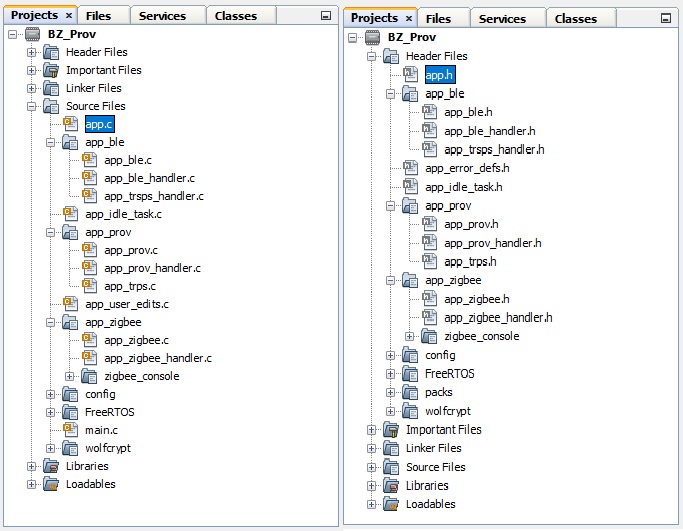 Projects × Files Services Classes
BZ_Prov
Header Files
Important Files
Linker Files
Source Files
app.c
app_ble
app_ble.c
app_ble_handler.c
app_trsps_handler.c
app_idle_task.c
app_prov
app_prov.c
app_prov_handler.c
app_trps.c
app_user_edits.c
app_zigbee
app_zigbee.c
app_zigbee_handler.c
zigbee_console
config
FreeRTOS
main.c
wolfcrypt
Libraries
Loadables
Projects × Files Services Classes
BZ_Prov
Header Files
app.h
app_ble
app_ble.h
app_ble_handler.h
app_trsps_handler.h
app_error_defs.h
app_idle_task.h
app_prov
app_prov.h
app_prov_handler.h
app_trps.h
app_zigbee
app_zigbee.h
app_zigbee_handler.h
zigbee_console
config
FreeRTOS
packs
wolfcrypt
Important Files
Linker Files
Source Files
Libraries
Loadables